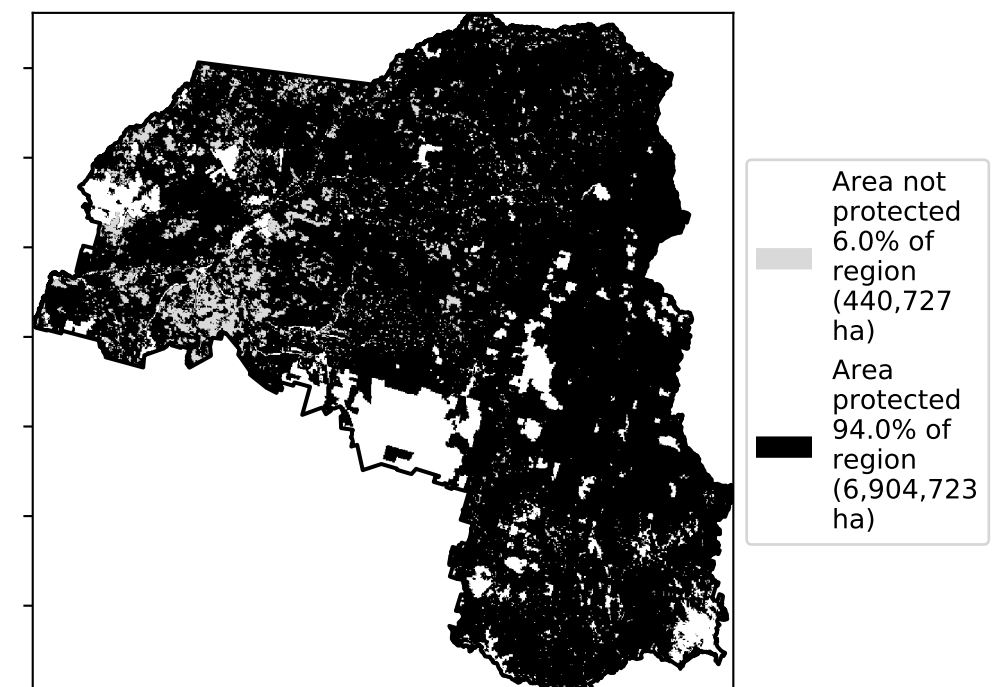 Area not
protected
6.0% of
region
(440,727
ha)
Area
protected
94.0% of
region
(6,904,723
ha)